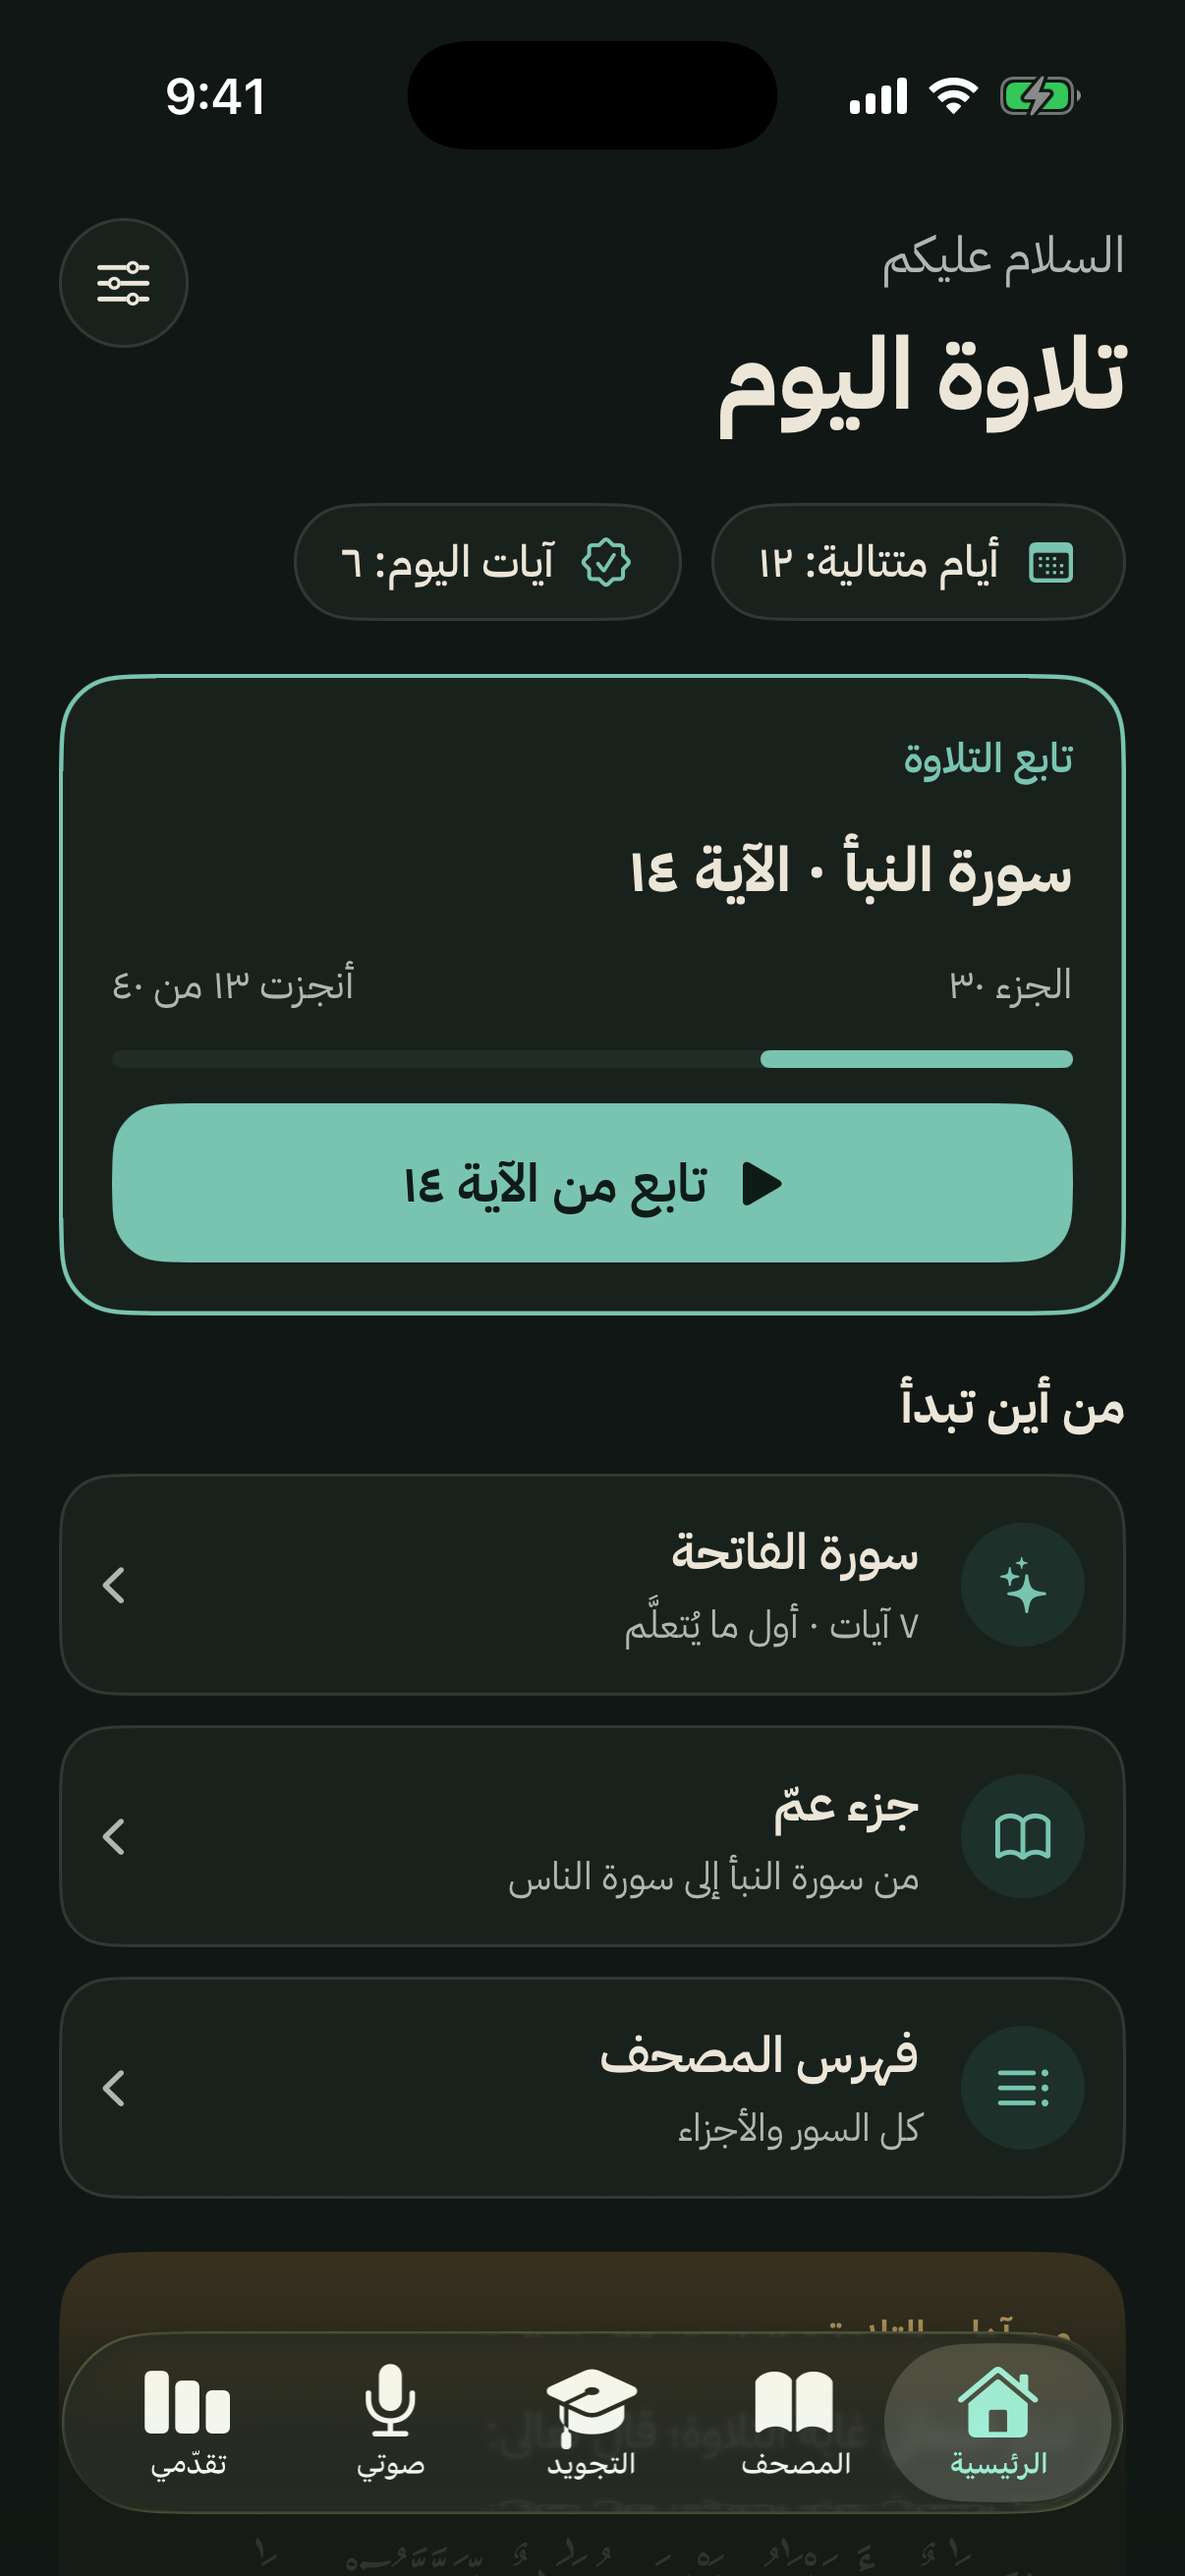 9:41
السلام عليكم
تلاوة اليوم
أيام متتالية: ١٢
آيات اليوم: ٦
تابع التلاوة
سورة النبأ · الآية ١٤
الجزء ٣٠
أنجزت ١٣ من ٤٠
تابع من الآية ١٤
من أين تبدأ
سورة الفاتحة
٧ آيات · أول ما يُتعلَّم
جزء عمّ
من سورة النبأ إلى سورة الناس
فهرس المصحف
كل السور والأجزاء
الرئيسية
المصحف
التجويد
صوتي
تقدّمي